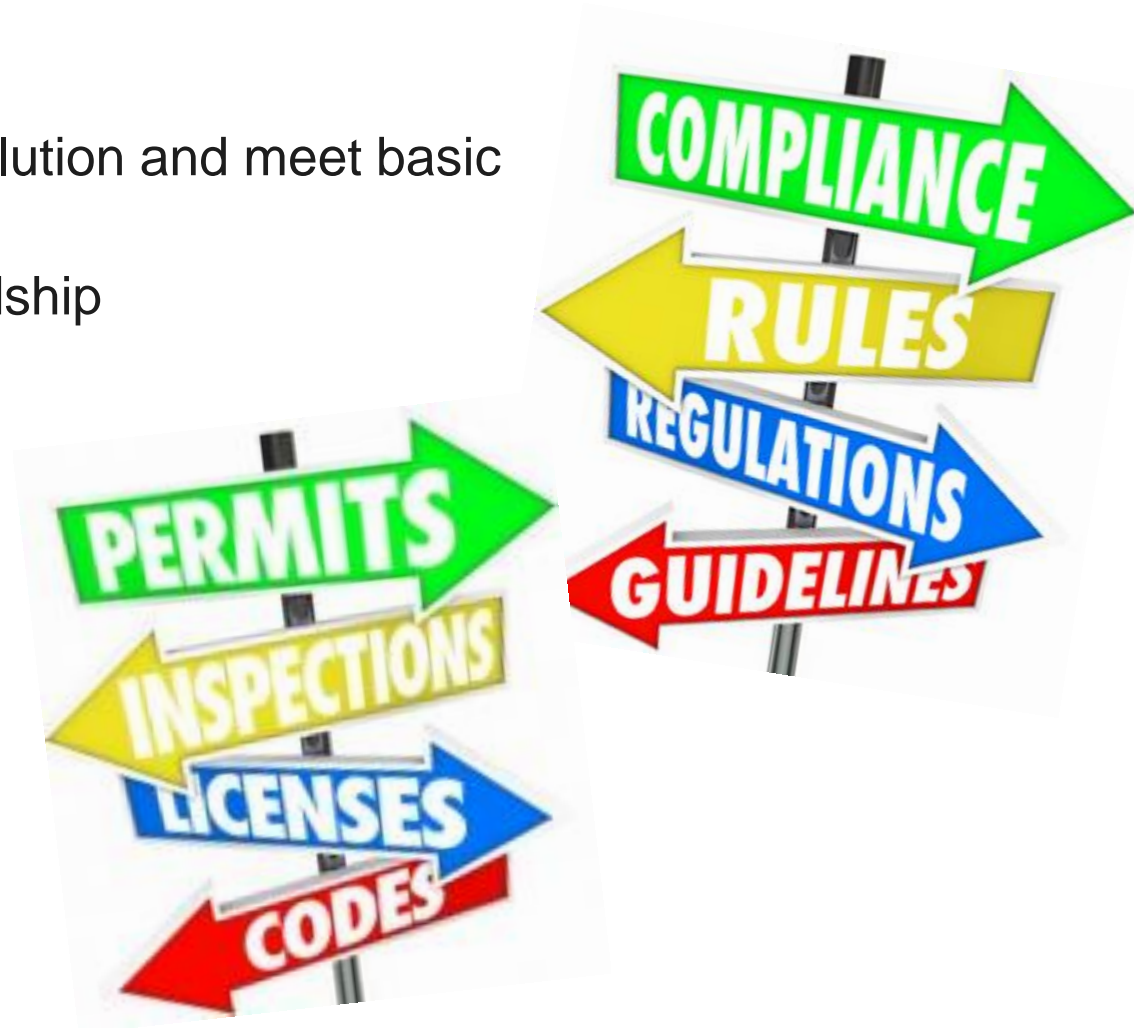 lution and meet basic
lship
COMPLIANCE
RULES
REGULATIONS
GUIDELINES
PERMITS
INSPECTIONS
LICENSES
CODES